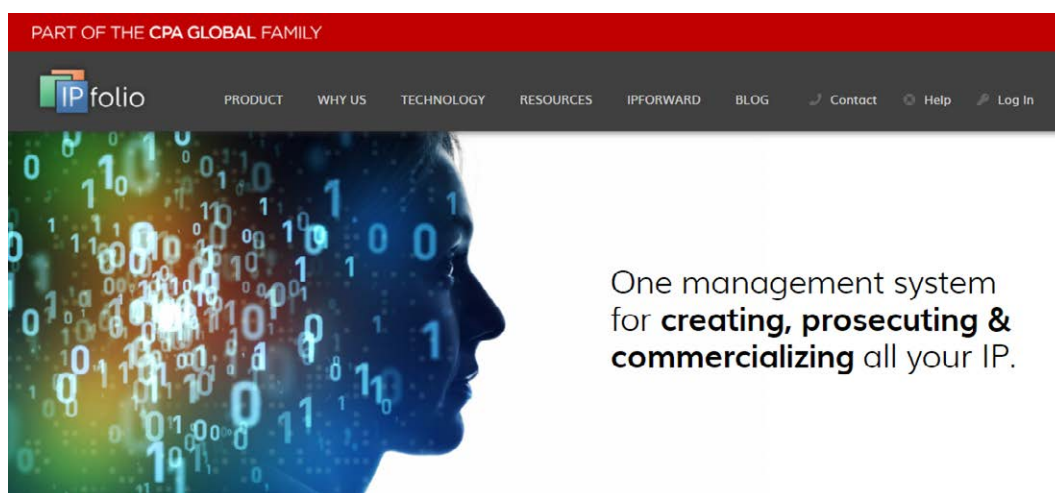 PART OF THE CPA GLOBAL FAMILY
IPfolio
PRODUCT WHY US TECHNOLOGY RESOURCES IPFORWARD BLOG Contact Help Log In
One management system
for creating, prosecuting &
commercializing all your IP.